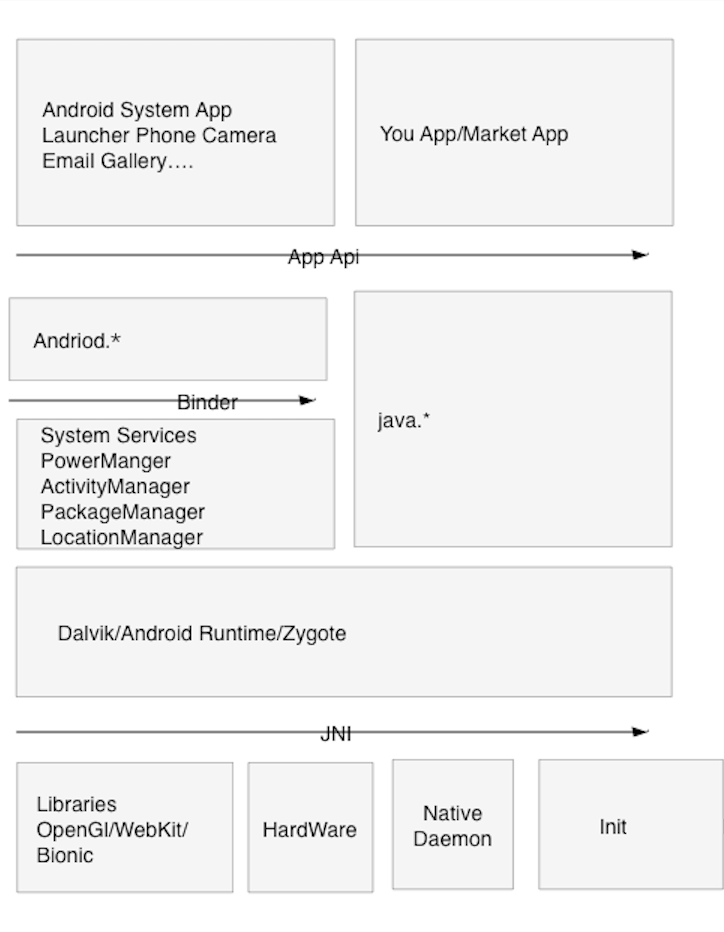 Android System App
Launcher Phone Camera
Email Gallery....
You App/Market App
App Api
Andriod.*
Binder
java.*
System Services
PowerManger
ActivityManager
PackageManager
LocationManager
Dalvik/Android Runtime/Zygote
JNI
Libraries
OpenGl/WebKit/
Bionic
HardWare
Native
Daemon
Init